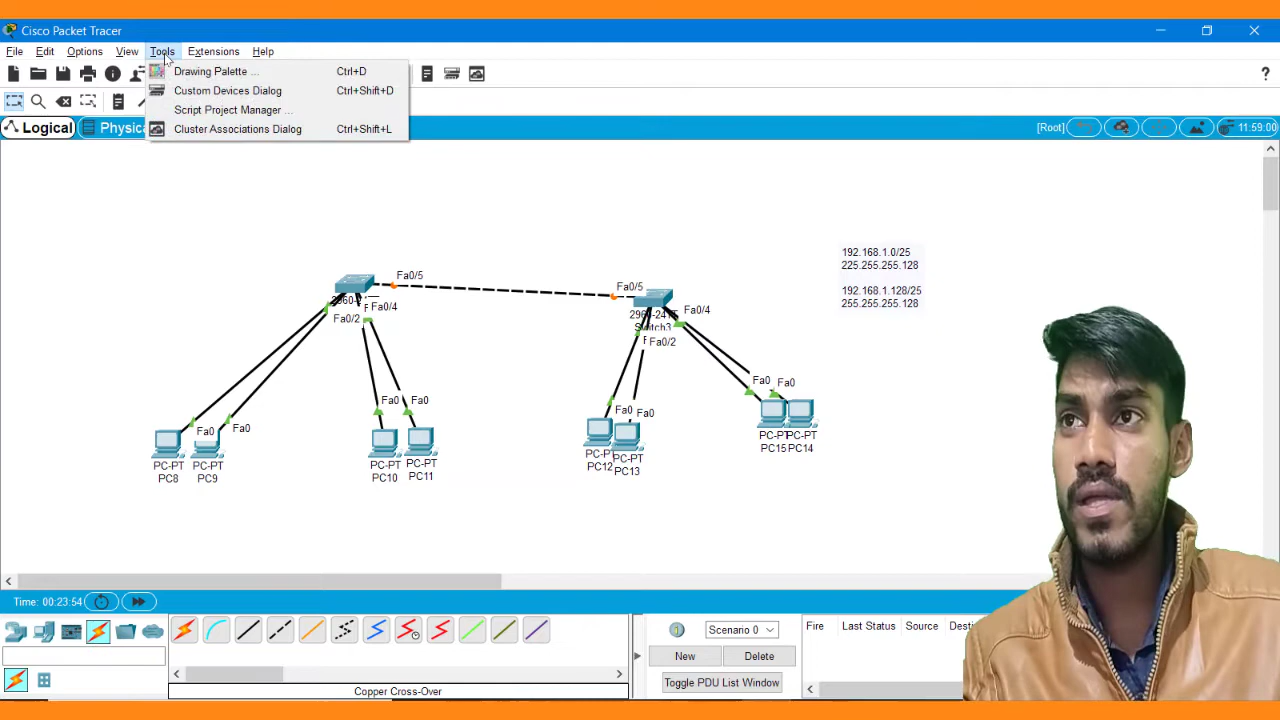 Cisco Packet Tracer
File Edit Options View Tools Extensions Help
Drawing Palette ... Ctrl+D
Custom Devices Dialog Ctrl+Shift+D
Script Project Manager ...
Cluster Associations Dialog Ctrl+Shift+L
?
Logical
[Root]
11:59:00
192.168.1.0/25
225.255.255.128
192.168.1.128/25
255.255.255.128
Fa0/5
Fa0/5
Fa0/4
Fa0/2
Fa0/4
Fa0/2
Fa0
Fa0
Fa0
Fa0
Fa0
Fa0
Fa0
Fa0
PC-PT
PC8
PC-PT
PC9
PC-PT
PC10
PC-PT
PC11
PC12
PC-PT
PC13
PC-PT
PC15
PC-PT
PC14
Time: 00:23:54
Scenario 0
New
Delete
Toggle PDU List Window
Fire Last Status Source
Copper Cross-Over